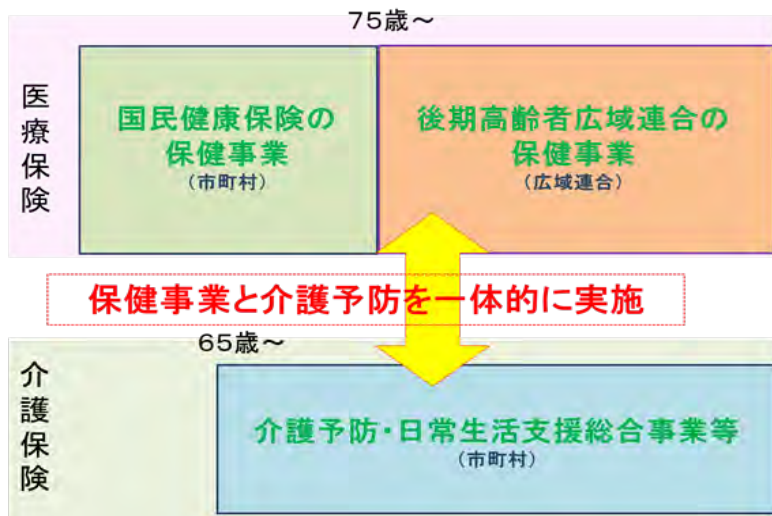 75歳～
医療保険
国民健康保険の
保健事業
（市町村）
後期高齢者広域連合の
保健事業
（広域連合）
保健事業と介護予防を一体的に実施
65歳～
介護保険
介護予防・日常生活支援総合事業等
（市町村）